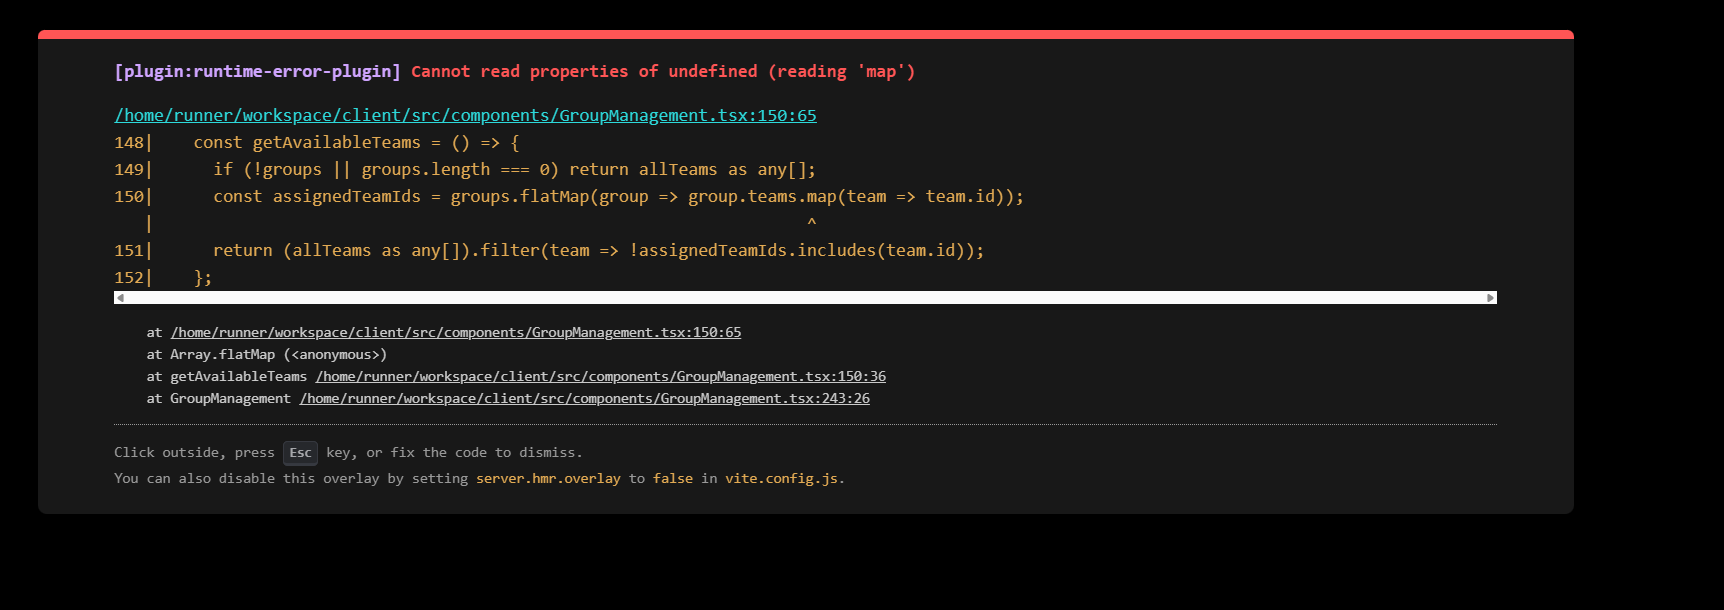 [plugin:runtime-error-plugin] Cannot read properties of undefined (reading 'map')
/home/runner/workspace/client/src/components/GroupManagement.tsx:150:65
148|    const getAvailableTeams = () => {
149|      if (!groups || groups.length === 0) return allTeams as any[];
150|      const assignedTeamIds = groups.flatMap(group => group.teams.map(team => team.id));
   |                                                                  ^
151|      return (allTeams as any[]).filter(team => !assignedTeamIds.includes(team.id));
152|    };
at /home/runner/workspace/client/src/components/GroupManagement.tsx:150:65
at Array.flatMap (<anonymous>)
at getAvailableTeams /home/runner/workspace/client/src/components/GroupManagement.tsx:150:36
at GroupManagement /home/runner/workspace/client/src/components/GroupManagement.tsx:243:26
Click outside, press Esc key, or fix the code to dismiss.
You can also disable this overlay by setting server.hmr.overlay to false in vite.config.js.